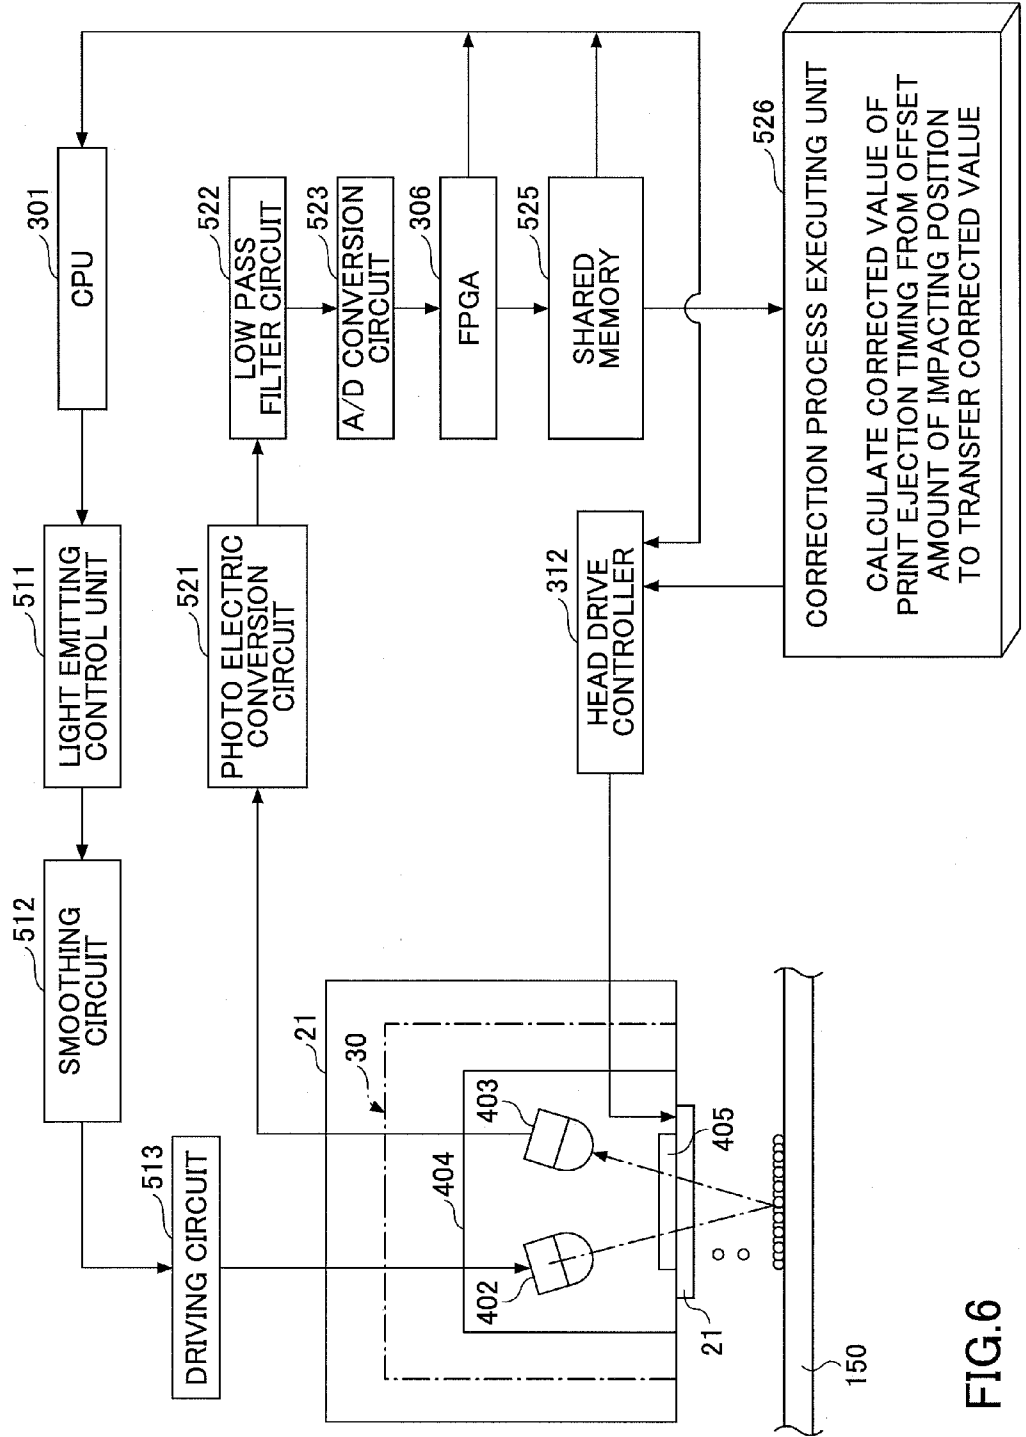 301
CPU
511
LIGHT EMITTING
CONTROL UNIT
512
SMOOTHING
CIRCUIT
513
DRIVING CIRCUIT
521
PHOTO ELECTRIC
CONVERSION
CIRCUIT
522
LOW PASS
FILTER CIRCUIT
523
A/D CONVERSION
CIRCUIT
306
FPGA
525
SHARED
MEMORY
312
HEAD DRIVE
CONTROLLER
526
CORRECTION PROCESS EXECUTING UNIT
CALCULATE CORRECTED VALUE OF
PRINT EJECTION TIMING FROM OFFSET
AMOUNT OF IMPACTING POSITION
TO TRANSFER CORRECTED VALUE
21
30
404
403
402
405
21
150
FIG.6